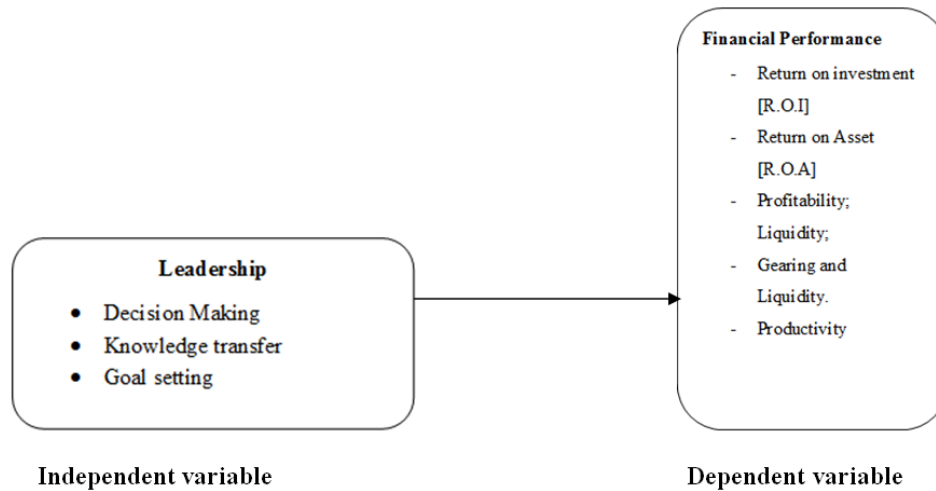 Financial Performance
- Return on investment
[R.O.I]
- Return on Asset
[R.O.A]
- Profitability;
Liquidity;
- Gearing and
Liquidity.
- Productivity
Leadership
• Decision Making
• Knowledge transfer
• Goal setting
Independent variable
Dependent variable